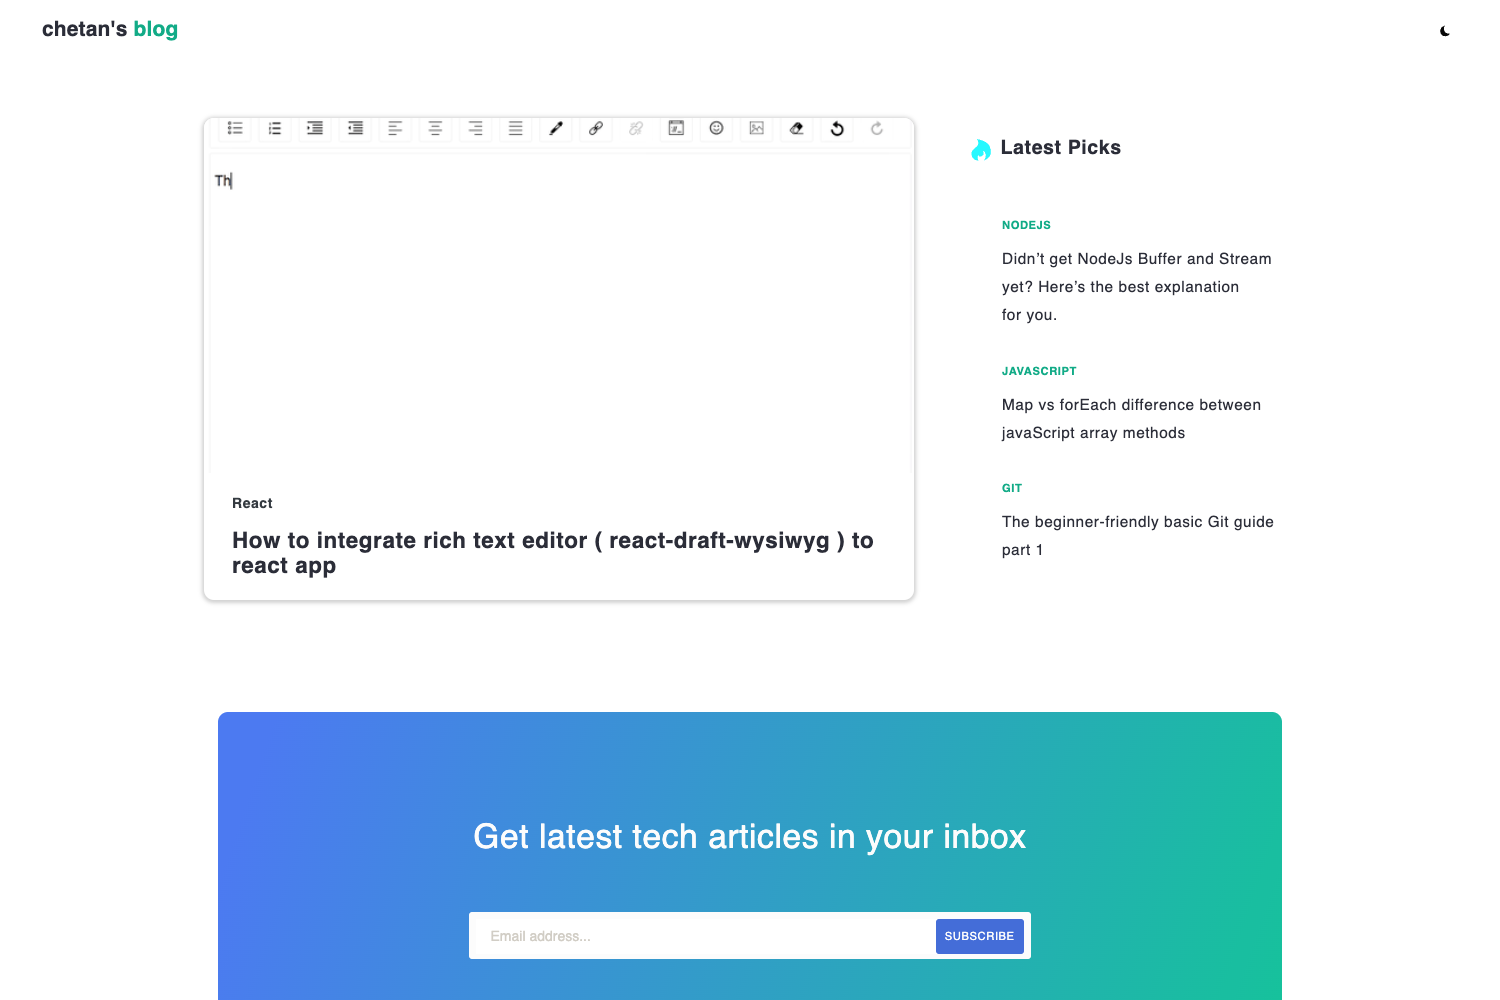 chetan's blog
Th
React
How to integrate rich text editor ( react-draft-wysiwyg ) to
react app
Latest Picks
NODEJS
Didn’t get NodeJs Buffer and Stream
yet? Here’s the best explanation
for you.
JAVASCRIPT
Map vs forEach difference between
javaScript array methods
GIT
The beginner-friendly basic Git guide
part 1
Get latest tech articles in your inbox
Email address...
SUBSCRIBE